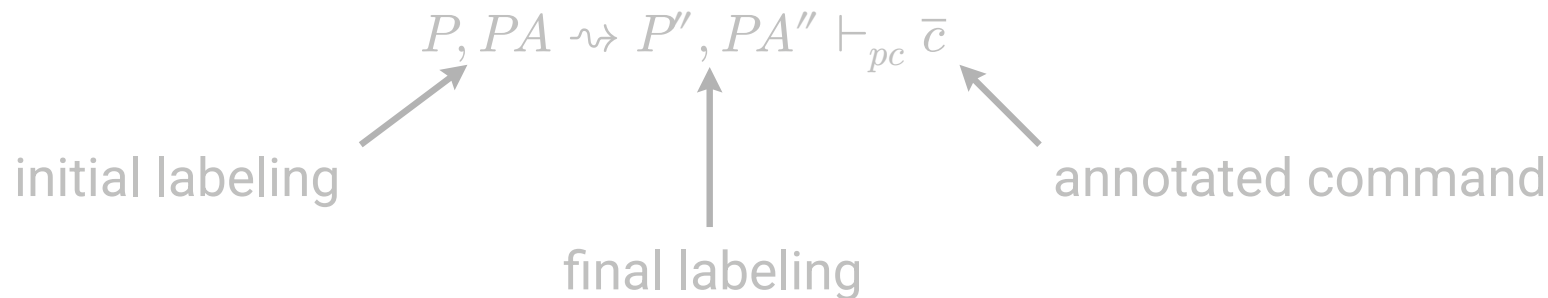 P, PA ⇝ P″, PA″ ⊢pc c̅
initial labeling
annotated command
final labeling